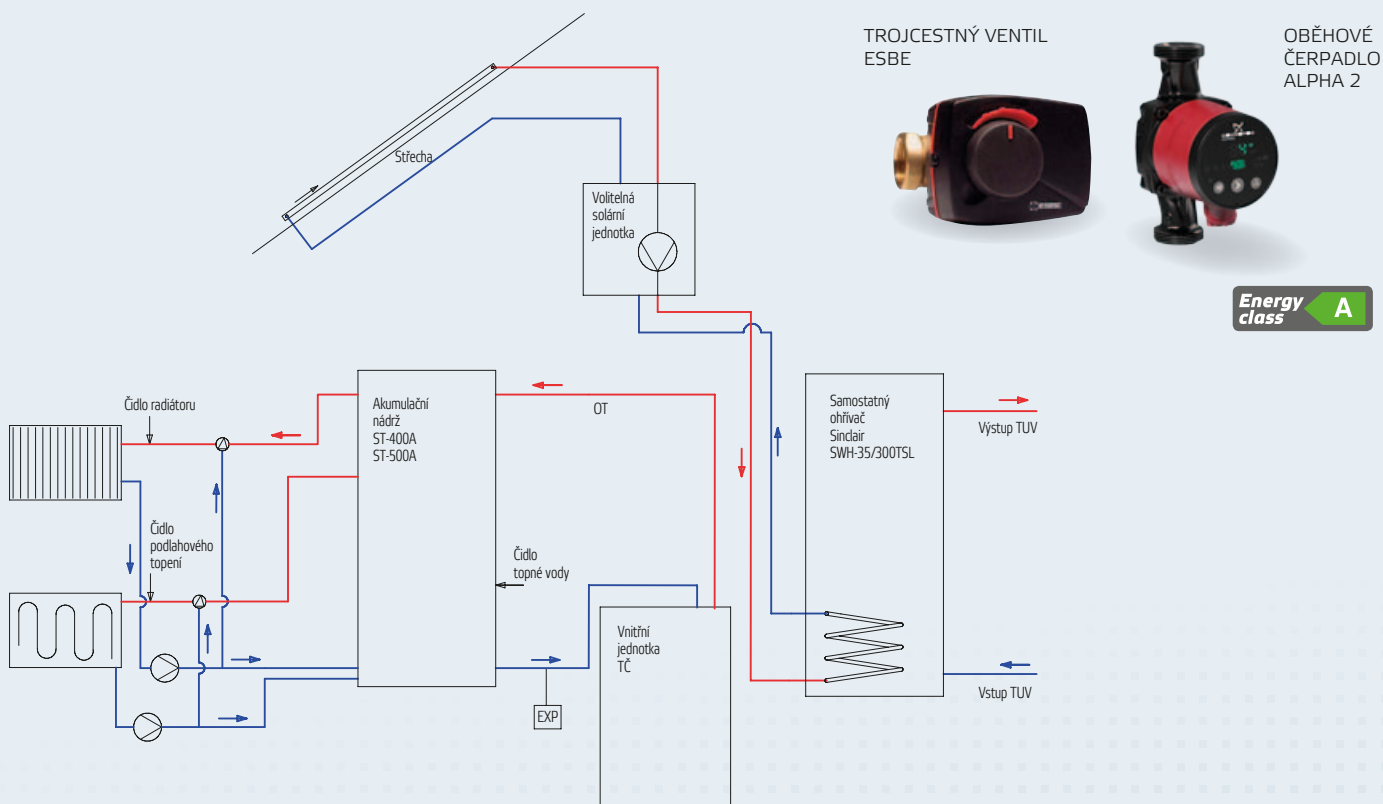 TROJCESTNÝ VENTIL
ESBE
OBĚHOVÉ
ČERPADLO
ALPHA 2
Energy
class
A
Střecha
Volitelná
solární
jednotka
Čidlo radiátoru
Akumulační
nádrž
ST-400A
ST-500A
OT
Samostatný
ohřívač
Sinclair
SWH-35/300TSL
Výstup TUV
Čidlo
podlahového
topení
Čidlo
topné vody
Vnitřní
jednotka
TČ
EXP
Vstup TUV